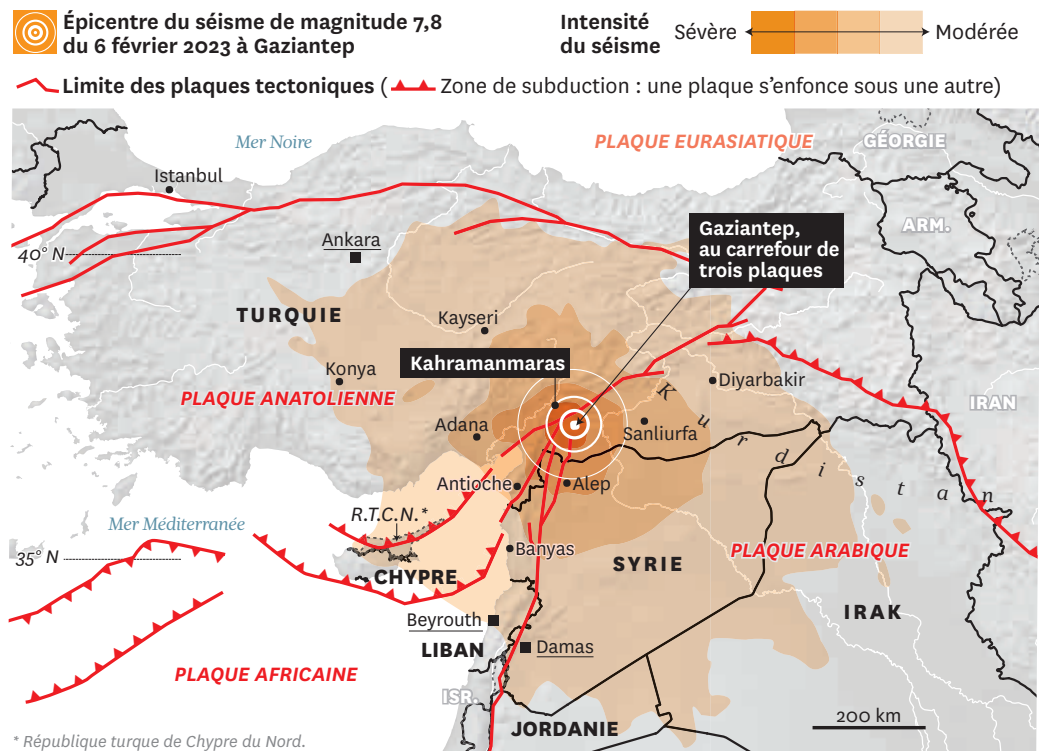 Épicentre du séisme de magnitude 7,8
du 6 février 2023 à Gaziantep
Intensité
du séisme
Sévère
Modérée
Limite des plaques tectoniques ( Zone de subduction : une plaque s'enfonce sous une autre)
Mer Noire
PLAQUE EURASIATIQUE
GÉORGIE
Istanbul
ARM.
Gaziantep,
au carrefour de
trois plaques
40° N
Ankara
TURQUIE
Kayseri
Kahramanmaras
Konya
Diyarbakir
PLAQUE ANATOLIENNE
IRAN
Adana
Sanliurfa
Kurdistan
Antioche
Alep
R.T.C.N.*
Mer Méditerranée
35° N
Banyas
PLAQUE ARABIQUE
SYRIE
CHYPRE
IRAK
Beyrouth
LIBAN
Damas
PLAQUE AFRICAINE
ISR.
200 km
JORDANIE
* République turque de Chypre du Nord.